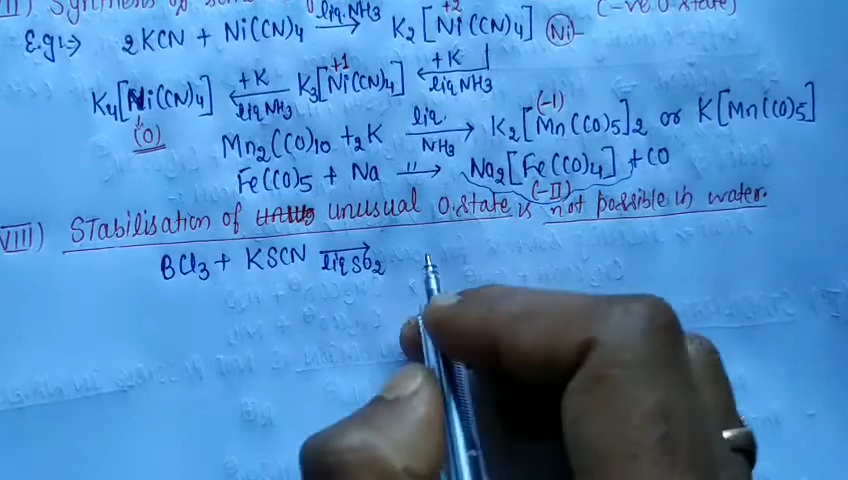 II) Synthesis of (-ve O.state)
E.g:→ 2KCN + Ni(CN)4 liq.NH3→ K2[Ni(CN)4] +2 Ni-
K4[Ni(CN)4] ←+K liq NH3 K3[Ni(CN)4] +1 ←+K liq NH3
(0)
Mn2(CO)10 +2K liq. NH3→ K2[Mn(CO)5]2 (-1) or K[Mn(CO)5]
Fe(CO)5 + Na —"→ Na2[Fe(CO)4] + CO
(-II)
VIII) Stabilisation of unusual O.state is not possible in water.
BCl3 + KSCN liq SO2→